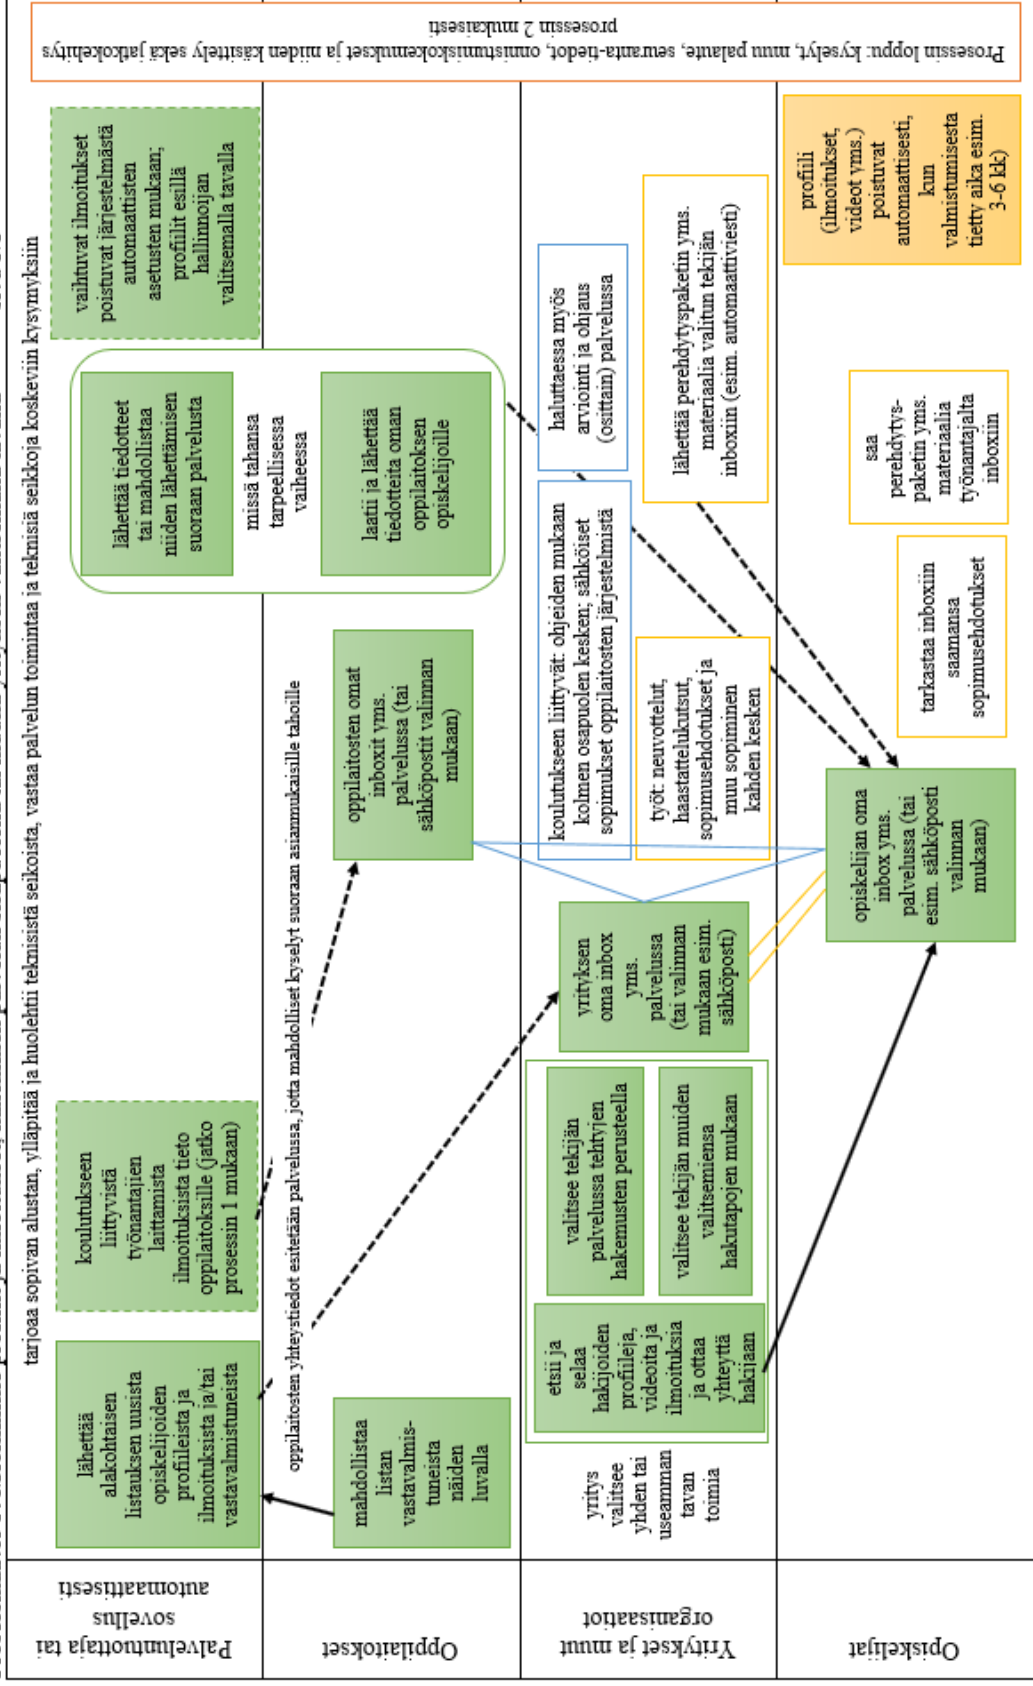 Palveluntuottaja tai
sovellus
automaattisesti
tarjoaa sopivan alustan, ylläpitää ja huolehtii teknisistä seikoista, vastaa palvelun toimintaa ja teknisiä seikkoja koskeviin kysymyksiin
lähettää
alakohtaisen
listauksen uusista
opiskelijoiden
profiileista ja
ilmoituksista ja/tai
vastavalmistuneista
koulutukseen
liittyvistä
työnantajien
laittamista
ilmoituksista tieto
oppilaitoksille (jatko
prosessin 1 mukaan)
lähettää tiedotteet
tai mahdollistaa
niiden lähettämisen
suoraan palvelusta
missä tahansa
tarpeellisessa
vaiheessa
laatii ja lähettää
tiedotteita oman
oppilaitoksen
opiskelijoille
vaihtuvat ilmoitukset
poistuvat järjestelmästä
automaattisten
asetusten mukaan;
profiilit esillä
hallinnoijan
valitsemalla tavalla
Oppilaitokset
oppilaitosten yhteystiedot esitetään palvelussa, jotta mahdolliset kyselyt suoraan asianmukaisille tahoille
mahdollistaa
listan
vastavalmis-
tuneista
näiden
luvalla
oppilaitosten omat
inboxit yms.
palvelussa (tai
sähköpostit valinnan
mukaan)
Yritykset ja muut
organisaatiot
yritys
valitsee
yhden tai
useamman
tavan
toimia
etsii ja
selaa
hakijoiden
profiileja,
videoita ja
ilmoituksia
ja ottaa
yhteyttä
hakijaan
valitsee tekijän
palvelussa tehtyjen
hakemusten perusteella
valitsee tekijän muiden
valitsemiensa
hakutapojen mukaan
yrityksen
oma inbox
yms.
palvelussa
(tai valinnan
mukaan esim.
sähköposti)
koulutukseen liittyvät: ohjeiden mukaan
kolmen osapuolen kesken; sähköiset
sopimukset oppilaitosten järjestelmistä
työt: neuvottelut,
haastattelukutsut,
sopimusehdotukset ja
muu sopiminen
kahden kesken
haluttaessa myös
arviointi ja ohjaus
(osittain) palvelussa
lähettää perehdytyspaketin yms.
materiaalia valitun tekijän
inboxiin (esim. automaattiviesti)
Opiskelijat
opiskelijan oma
inbox yms.
palvelussa (tai
esim. sähköposti
valinnan
mukaan)
tarkastaa inboxiin
saamansa
sopimusehdotukset
saa
perehdytys-
paketin yms.
materiaalia
työnantajalta
inboxiin
profiili
(ilmoitukset,
videot yms.)
poistuvat
automaattisesti,
kun
valmistumisesta
tietty aika esim.
3-6 kk)
Prosessin loppu: kyselyt, muu palaute, seuranta-tiedot, onnistumiskokemukset ja niiden käsittely sekä jatkokehitys
prosessin 2 mukaisesti